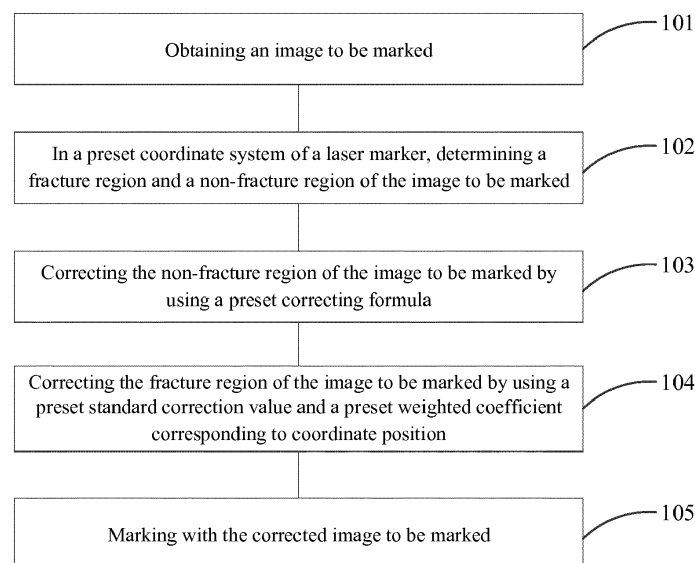 Obtaining an image to be marked
101
In a preset coordinate system of a laser marker, determining a
fracture region and a non-fracture region of the image to be marked
102
Correcting the non-fracture region of the image to be marked by
using a preset correcting formula
103
Correcting the fracture region of the image to be marked by using a
preset standard correction value and a preset weighted coefficient
corresponding to coordinate position
104
Marking with the corrected image to be marked
105